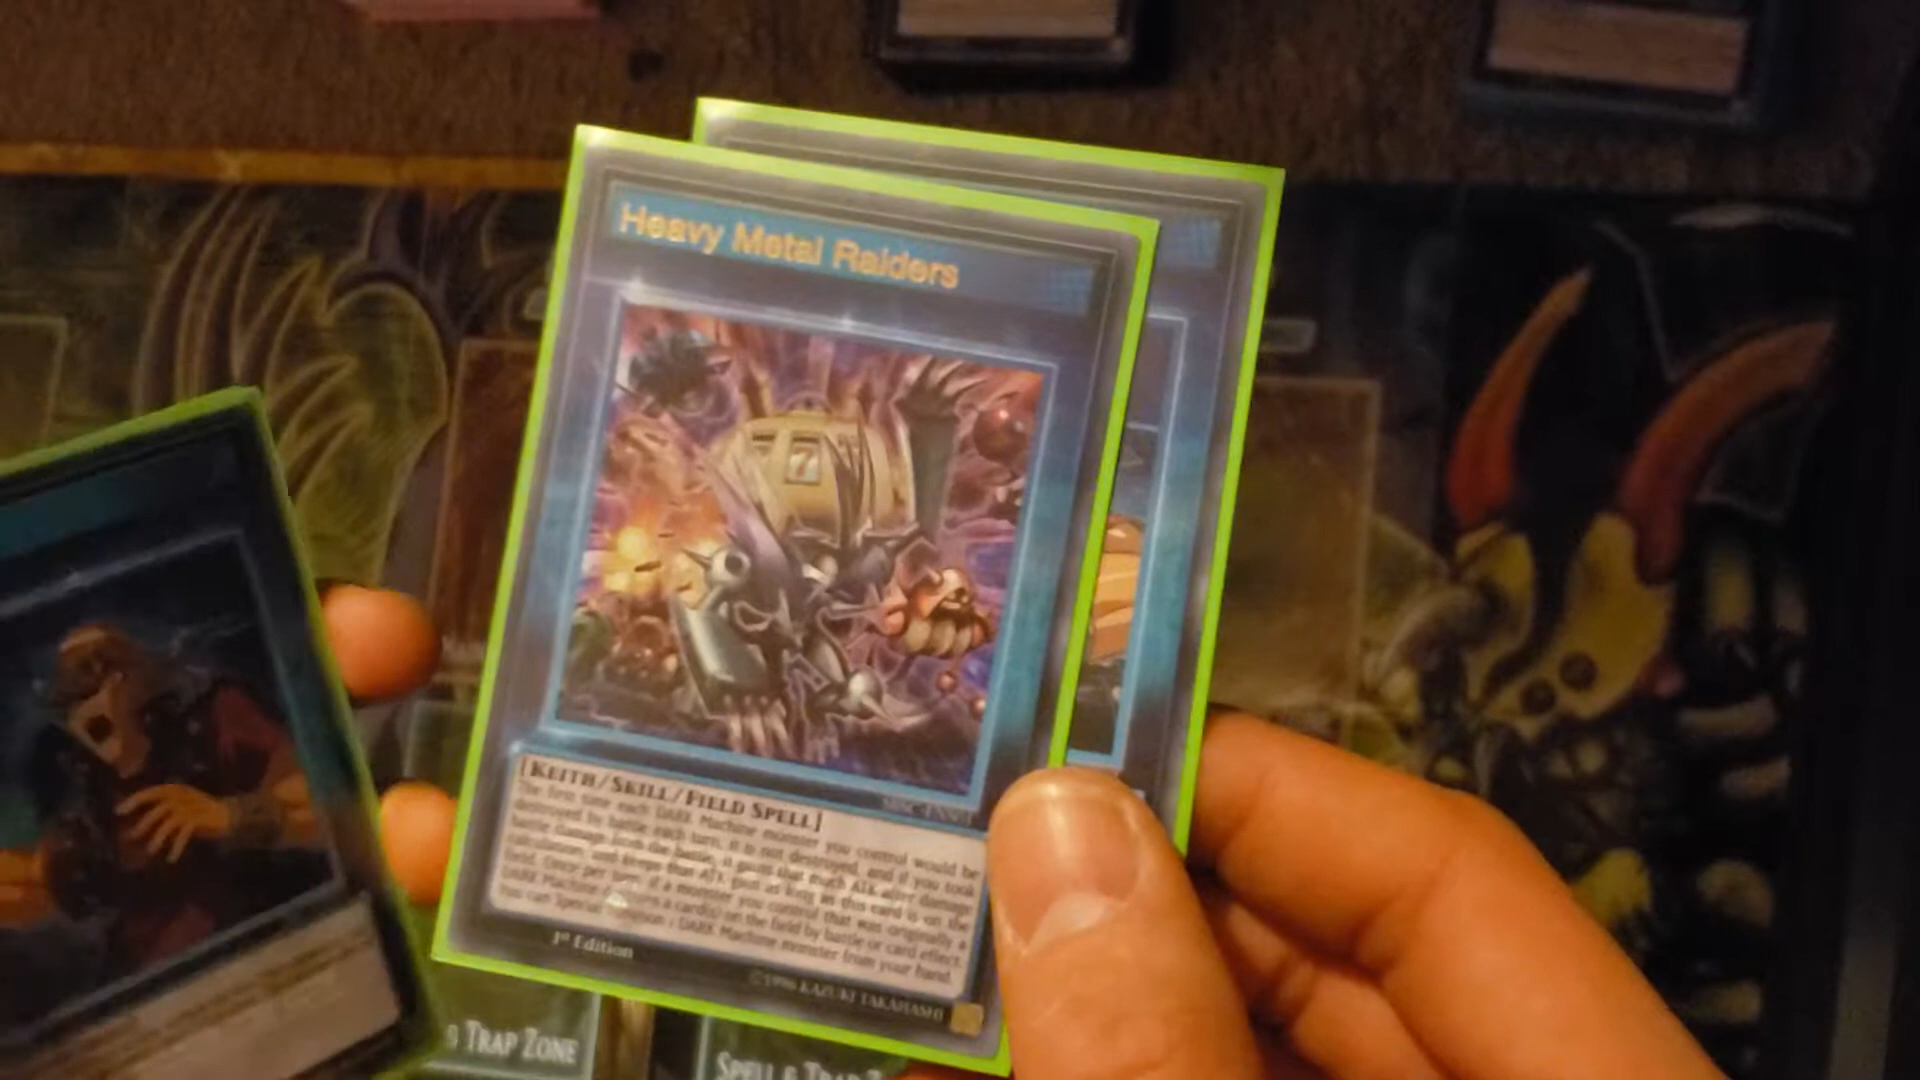 Heavy Metal Raiders
7
[KEITH/SKILL/FIELD SPELL]
The first time each DARK Machine monster you control would be
destroyed by battle each turn, it is not destroyed, and if you took
battle damage from the battle, it gains that much ATK after damage
calculation, and keeps that ATK gain as long as this card is on the
field. Once per turn, if a monster you control that was originally a
DARK Machine destroys a card(s) on the field by battle or card effect,
You can Special Summon 1 DARK Machine monster from your hand.
1st Edition
©1996 KAZUKI TAKAHASHI
& TRAP ZONE
SPELL & TRAP